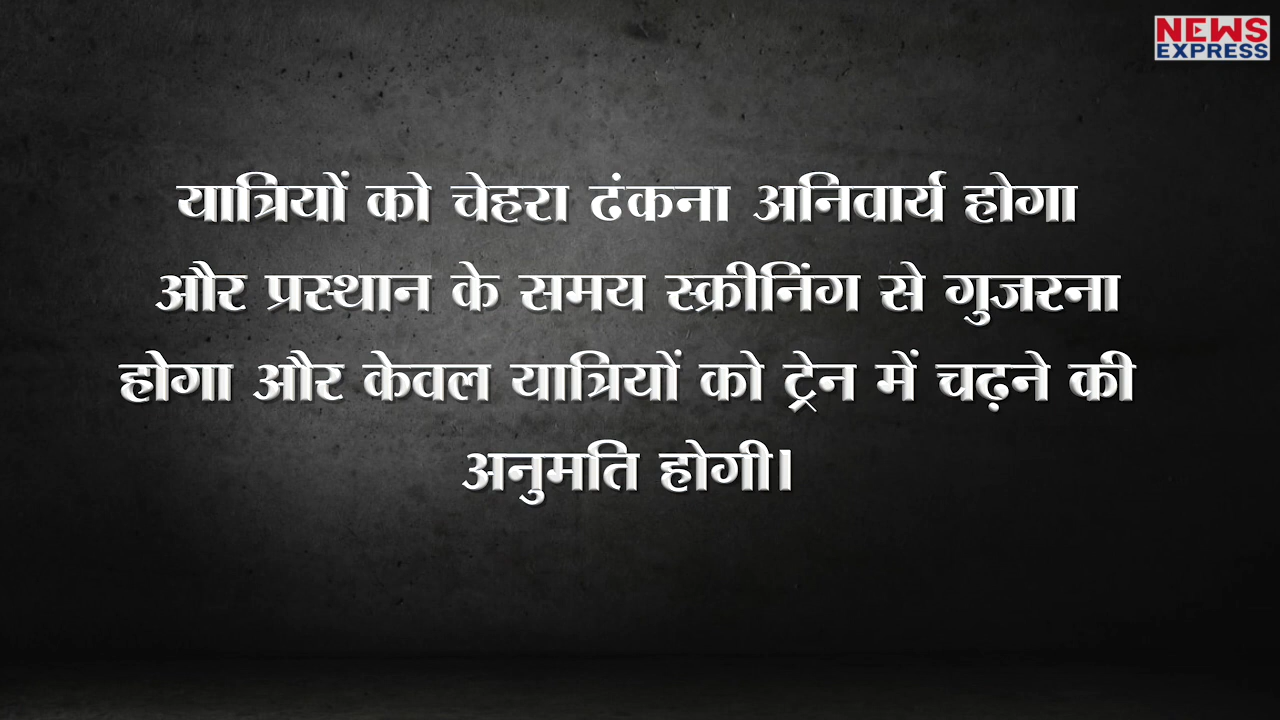 NEWS
EXPRESS
यात्रियों को चेहरा ढंकना अनिवार्य होगा
और प्रस्थान के समय स्क्रीनिंग से गुजरना
होगा और केवल यात्रियों को ट्रेन में चढ़ने की
अनुमति होगी।